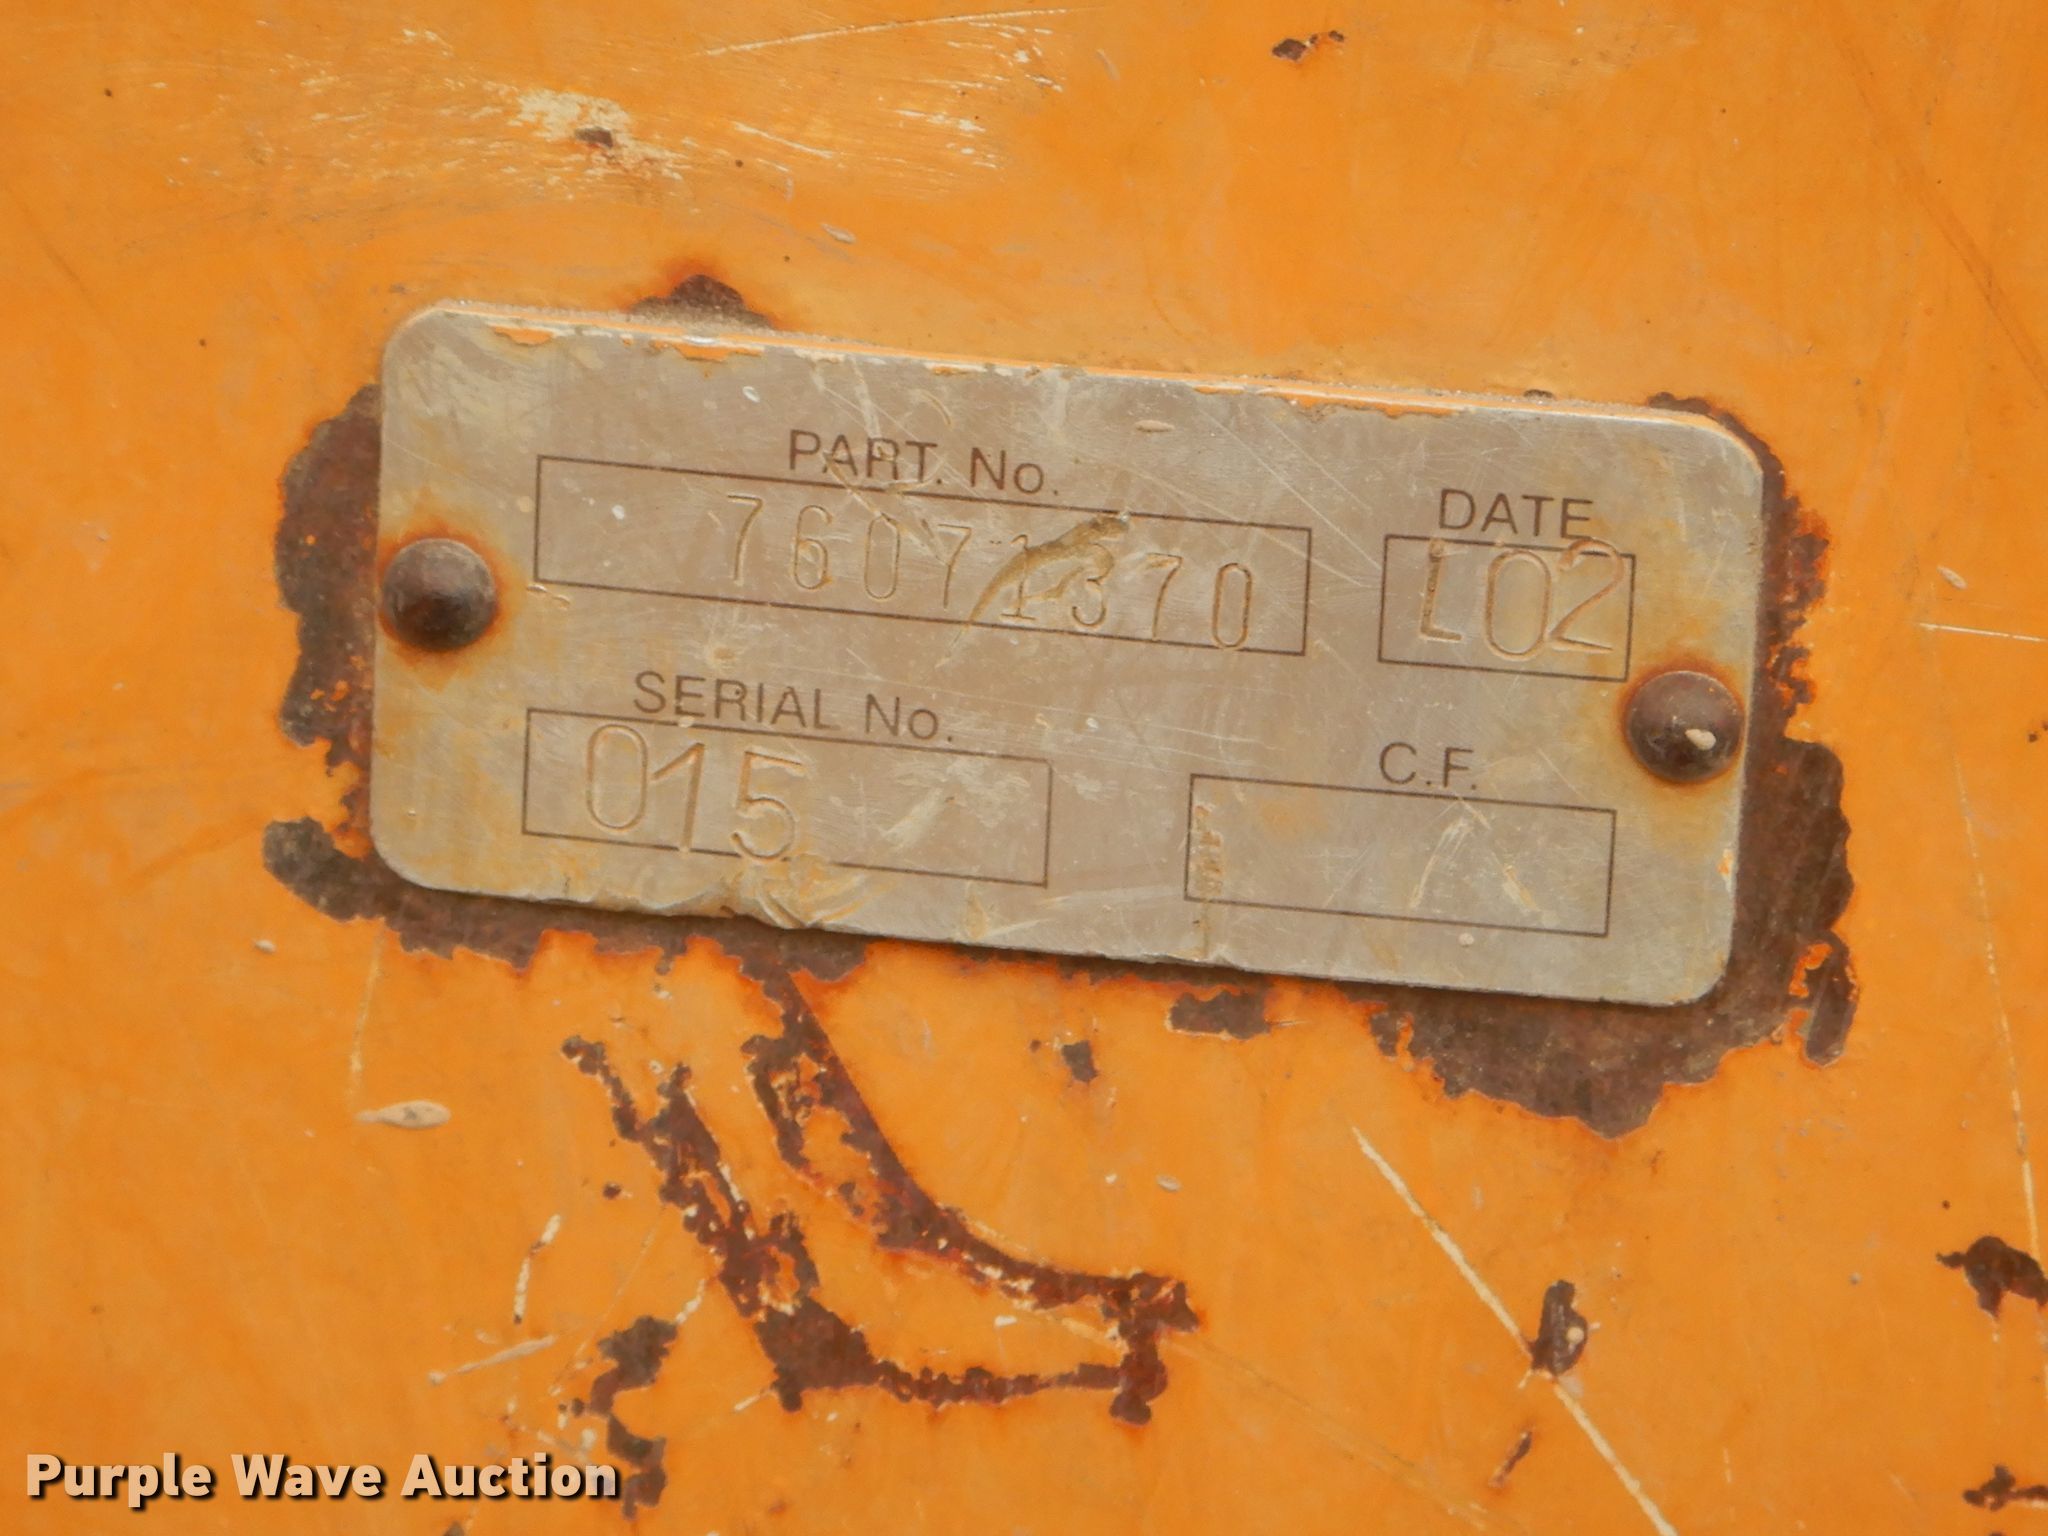 PART. No.
76071370
DATE
L02
SERIAL No.
015
C.F.
Purple Wave Auction